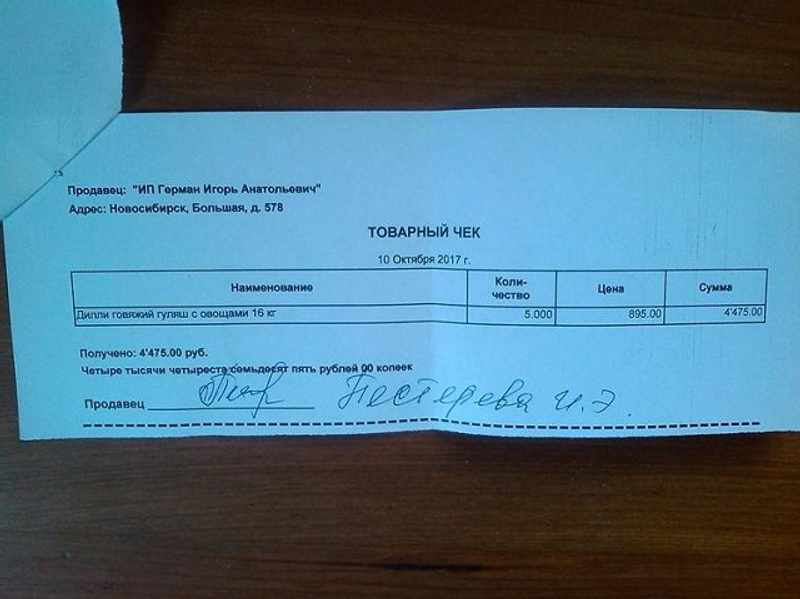 Продавец: "ИП Герман Игорь Анатольевич"
Адрес: Новосибирск, Большая, д. 578
ТОВАРНЫЙ ЧЕК
10 Октября 2017 г.
Наименование Коли-чество Цена Сумма
Дилли говяжий гуляш с овощами 16 кг 5.000 895.00 4'475.00
Получено: 4'475.00 руб.
Четыре тысячи четыреста семьдесят пять рублей 00 копеек
Продавец Пестерева И.Э.